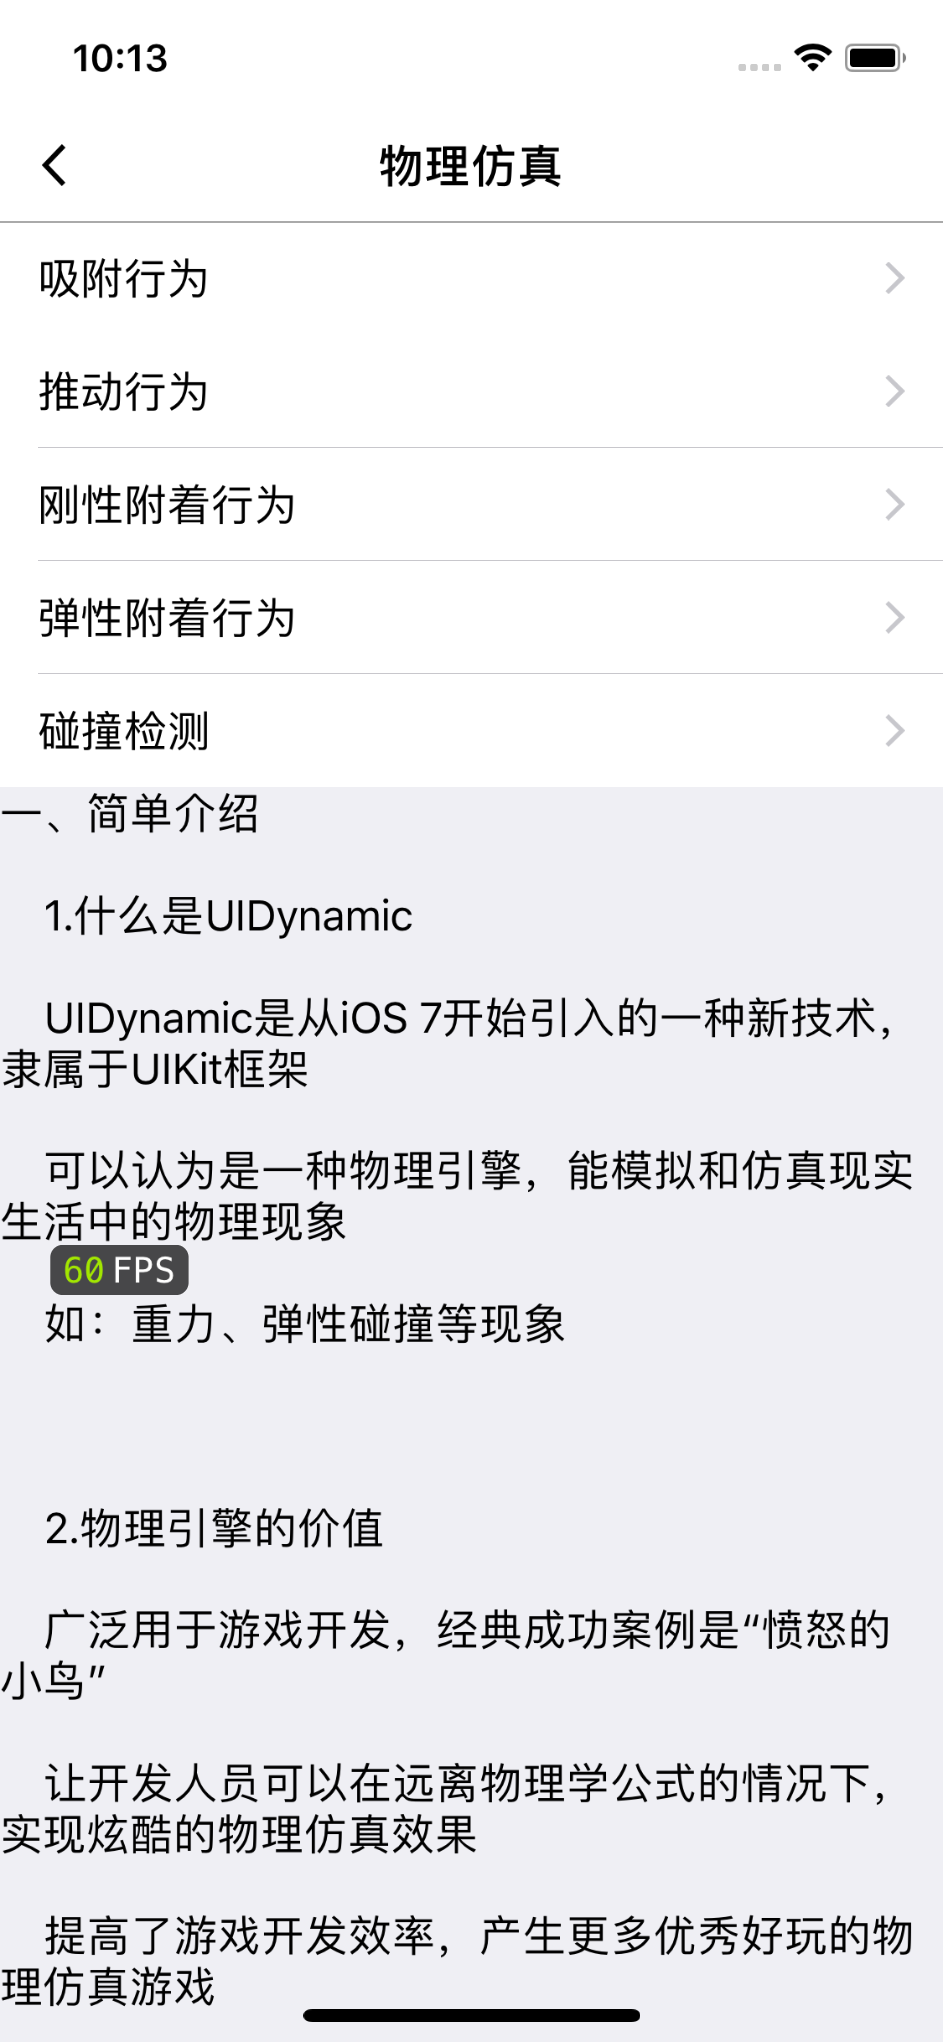 10:13
物理仿真
吸附行为
推动行为
刚性附着行为
弹性附着行为
碰撞检测
一、简单介绍
1.什么是UIDynamic
UIDynamic是从iOS 7开始引入的一种新技术，
隶属于UIKit框架
可以认为是一种物理引擎，能模拟和仿真现实
生活中的物理现象
60 FPS
如：重力、弹性碰撞等现象
2.物理引擎的价值
广泛用于游戏开发，经典成功案例是“愤怒的
小鸟”
让开发人员可以在远离物理学公式的情况下，
实现炫酷的物理仿真效果
提高了游戏开发效率，产生更多优秀好玩的物
理仿真游戏